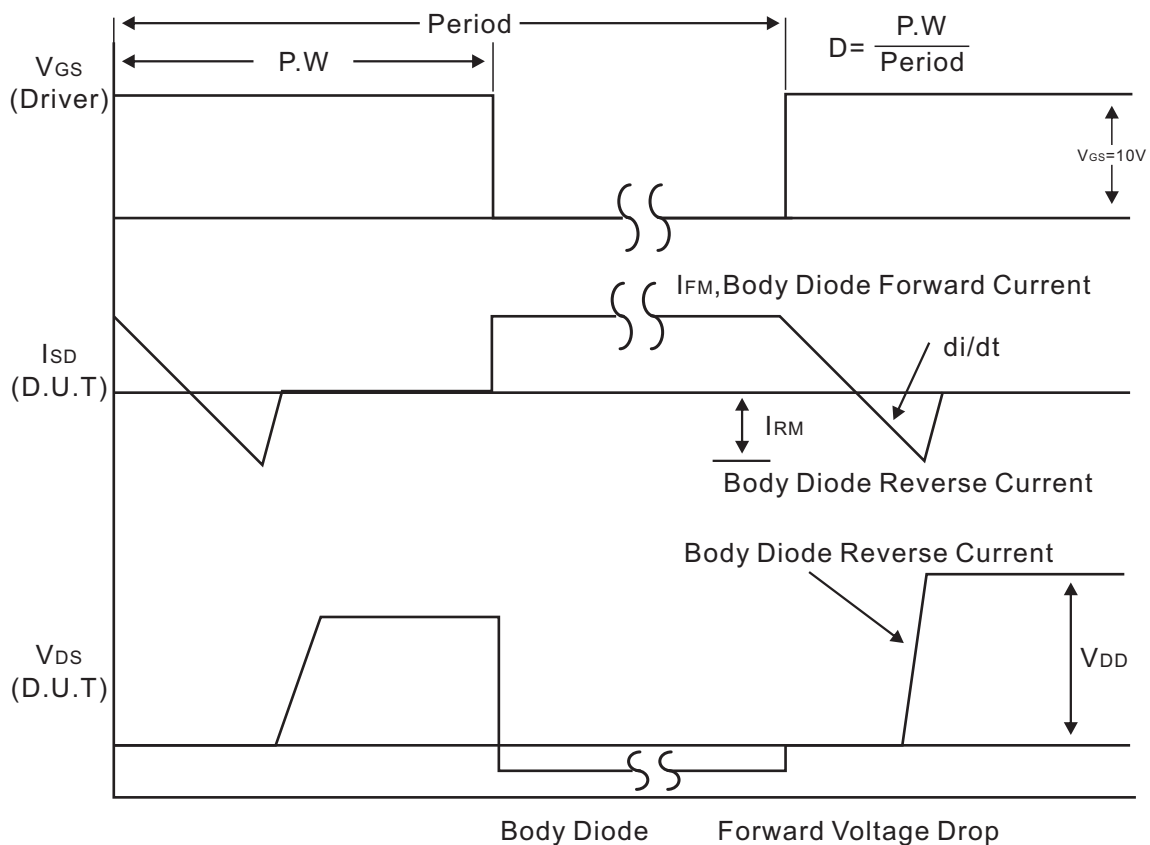 Period
P.W
D= P.W
Period
VGS
(Driver)
VGS=10V
IFM,Body Diode Forward Current
di/dt
ISD
(D.U.T)
IRM
Body Diode Reverse Current
Body Diode Reverse Current
VDS
(D.U.T)
VDD
Body Diode Forward Voltage Drop